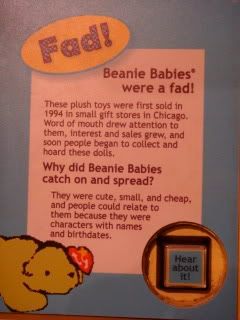 Fad!
Beanie Babies®
were a fad!
These plush toys were first sold in
1994 in small gift stores in Chicago.
Word of mouth drew attention to
them, interest and sales grew, and
soon people began to collect and
hoard these dolls.
Why did Beanie Babies
catch on and spread?
They were cute, small, and cheap,
and people could relate to
them because they were
characters with names
and birthdates.
Hear
about
it!